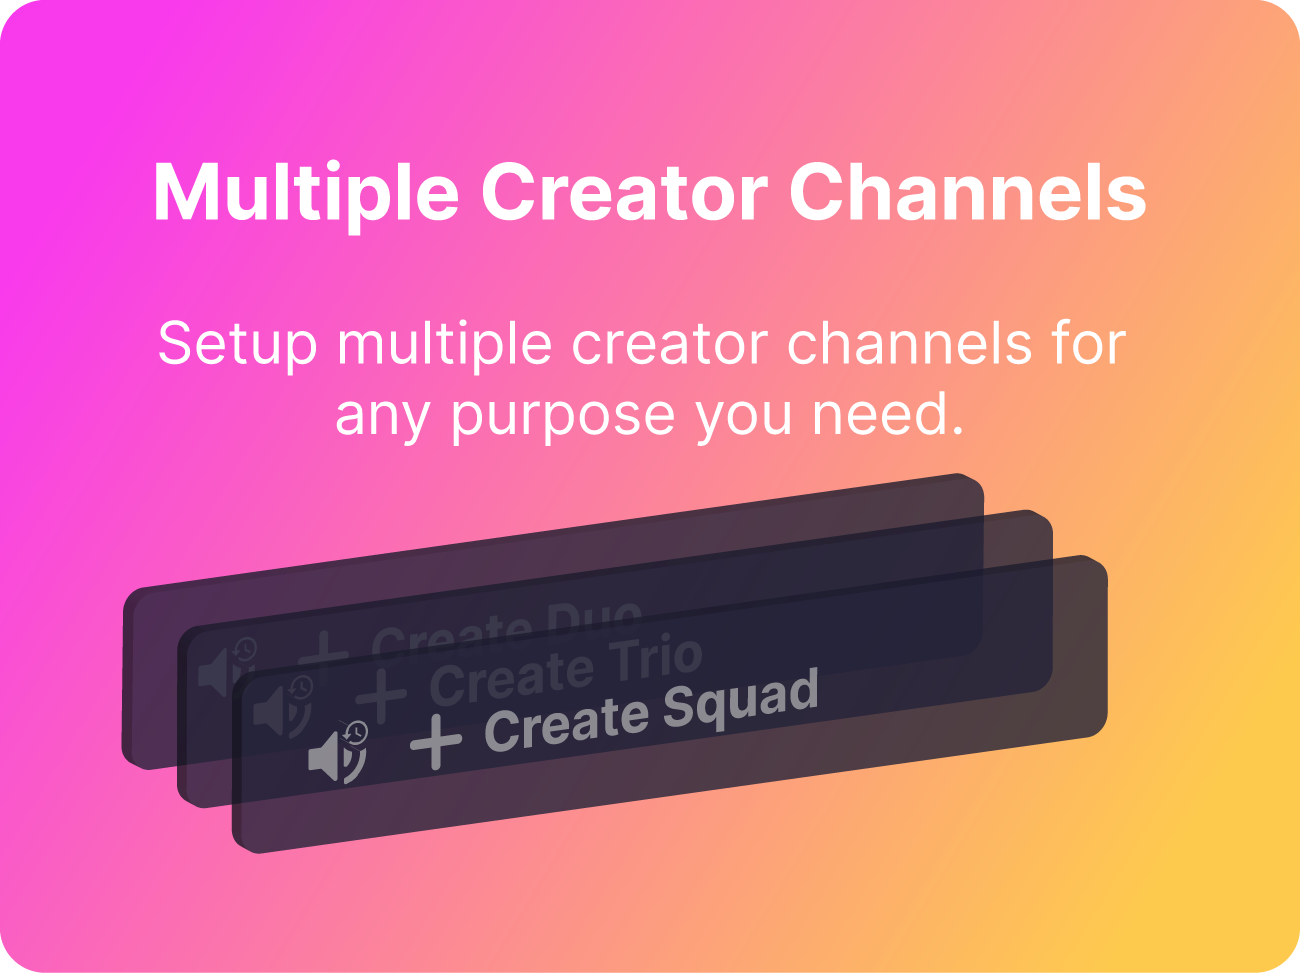 Multiple Creator Channels
Setup multiple creator channels for
any purpose you need.
+ Create Duo
+ Create Trio
+ Create Squad